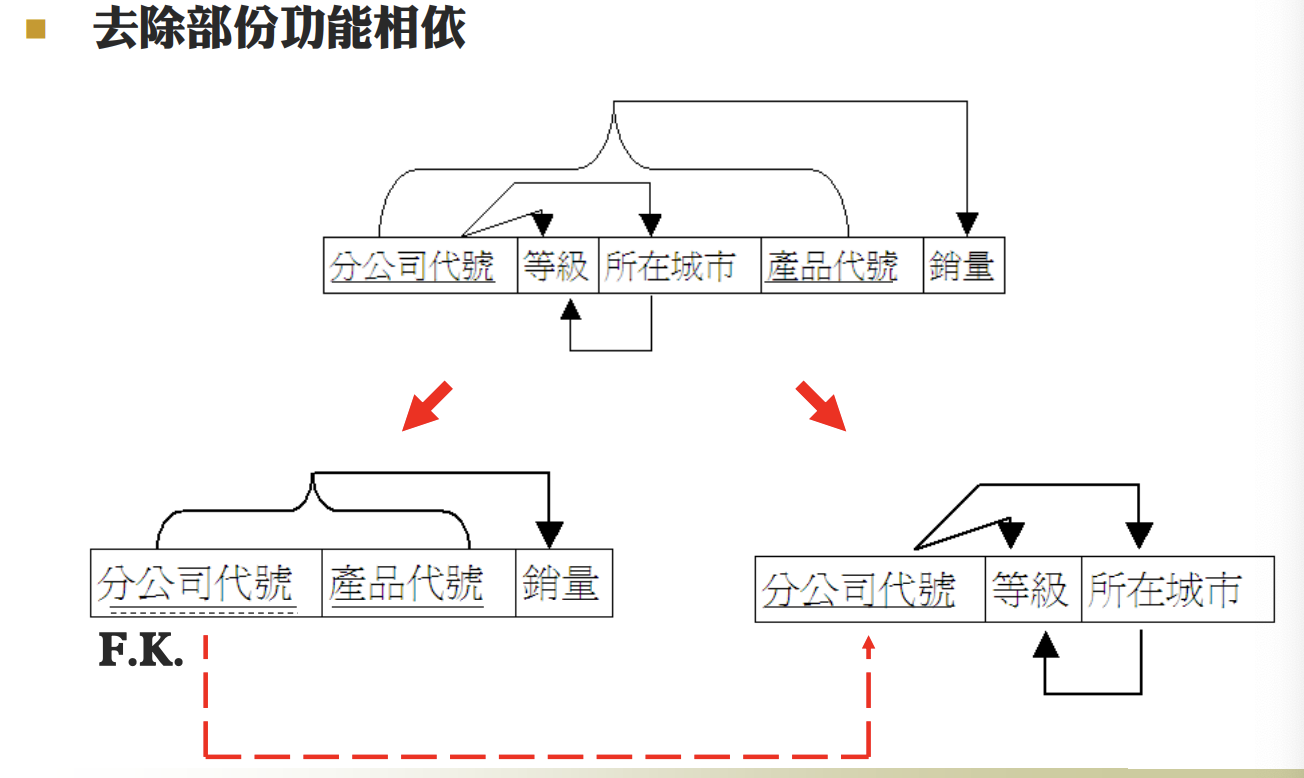 去除部份功能相依
分公司代號 等級 所在城市 產品代號 銷量
分公司代號 產品代號 銷量
F.K.
分公司代號 等級 所在城市